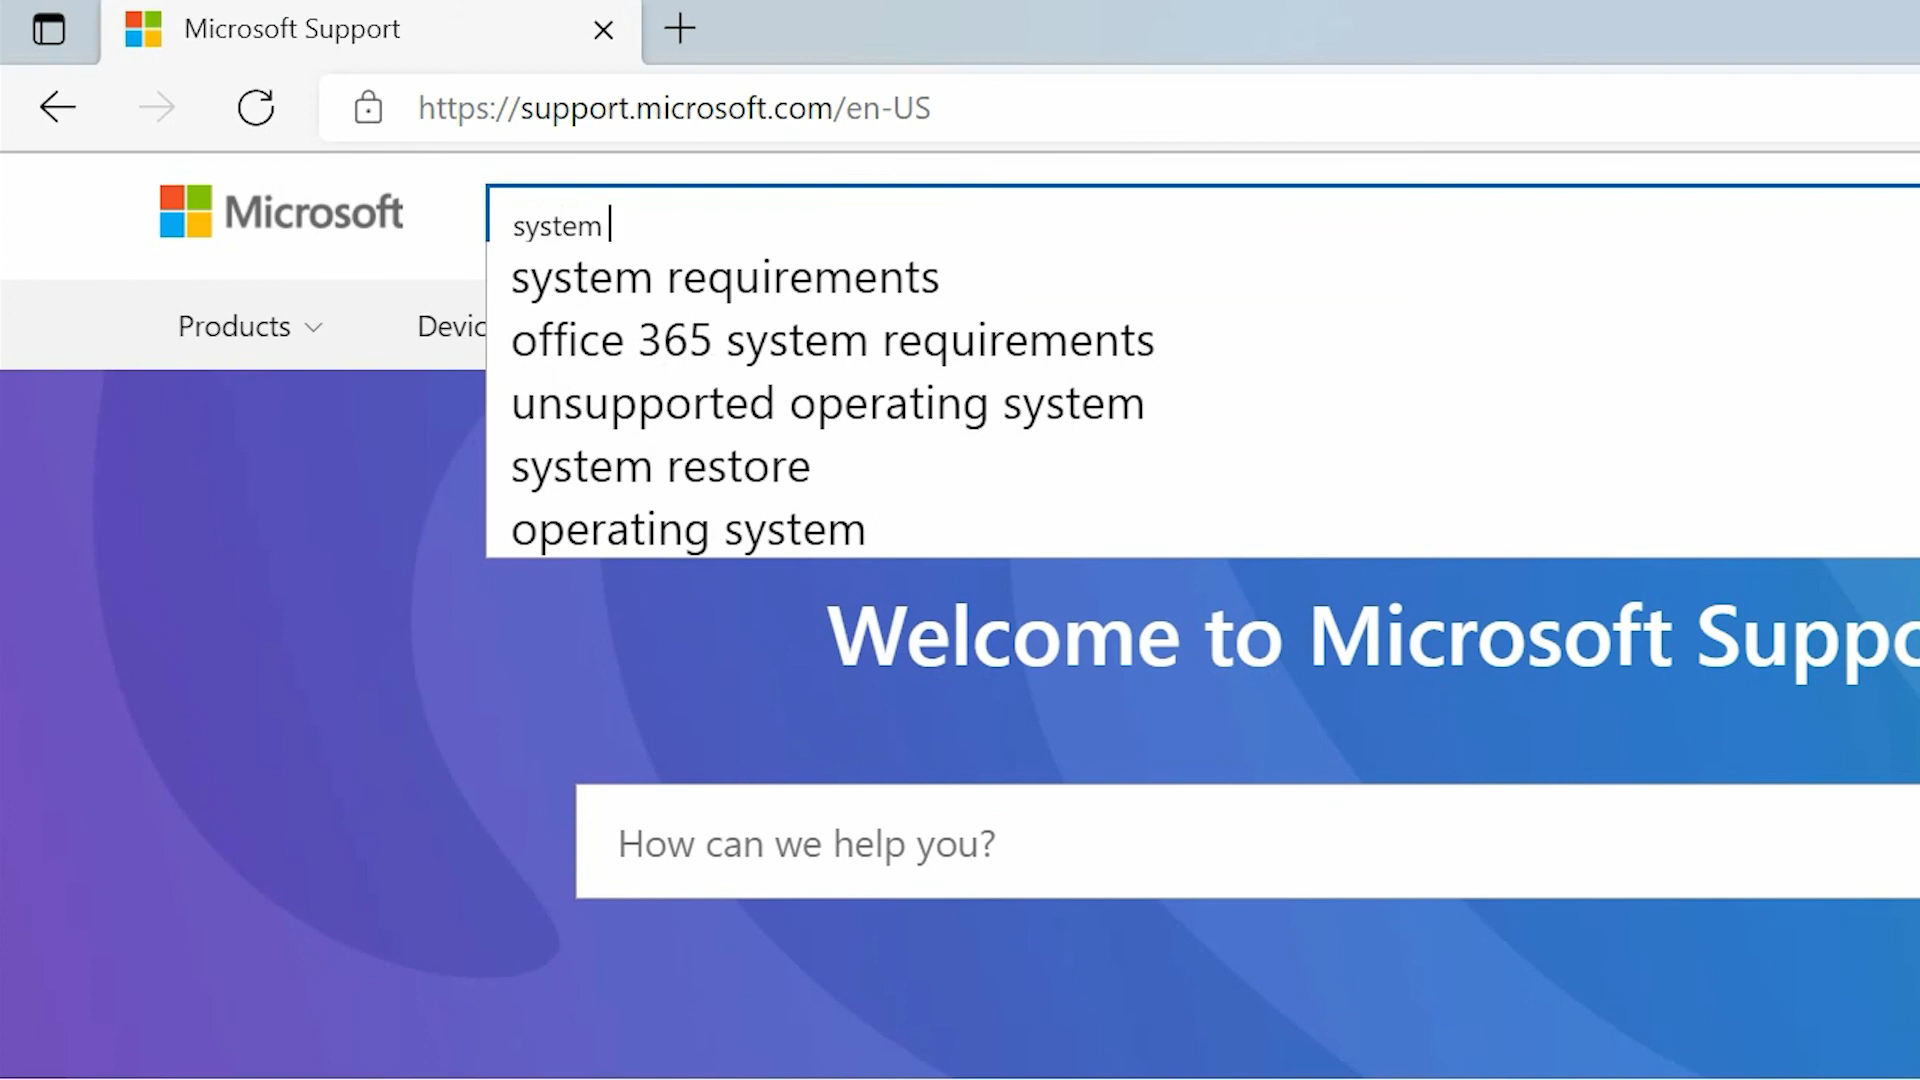 Microsoft Support
https://support.microsoft.com/en-US
Microsoft
system
system requirements
office 365 system requirements
unsupported operating system
system restore
operating system
Products
Devic
Welcome to Microsoft Suppo
How can we help you?